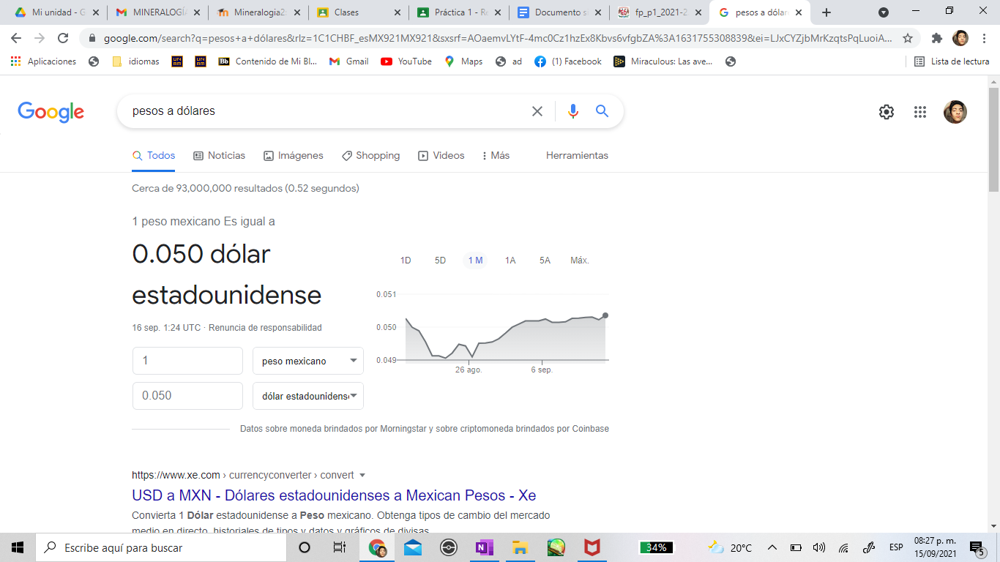 Mi unidad - G
MINERALOGÍA
Mineralogia2
Clases
Práctica 1 - Re
Documento si
fp_p1_2021-2
pesos a dólar
google.com/search?q=pesos+a+dólares&rlz=1C1CHBF_esMX921MX921&sxsrf=AOaemvLYtF-4mc0Cz1hzEx8Kbvs6vfgbZA%3A1631755308839&ei=LJxCYZjbMrKzqtsPqLuoiA...
Aplicaciones
idiomas
UNAM
UNAM
Bb Contenido de Mi Bl...
Gmail
YouTube
Maps
ad
(1) Facebook
Miraculous: Las ave...
Lista de lectura
Google
pesos a dólares
Todos
Noticias
Imágenes
Shopping
Videos
Más
Herramientas
Cerca de 93,000,000 resultados (0.52 segundos)
1 peso mexicano Es igual a
0.050 dólar
estadounidense
16 sep. 1:24 UTC · Renuncia de responsabilidad
1
peso mexicano
0.050
dólar estadounidense
1D 5D 1 M 1A 5A Máx.
0.051
0.050
0.049
26 ago. 6 sep.
Datos sobre moneda brindados por Morningstar y sobre criptomoneda brindados por Coinbase
https://www.xe.com › currencyconverter › convert
USD a MXN - Dólares estadounidenses a Mexican Pesos - Xe
Convierta 1 Dólar estadounidense a Peso mexicano. Obtenga tipos de cambio del mercado
medio en directo, historiales de tipos y datos y gráficos de divisas.
Escribe aquí para buscar
34%
20°C
ESP
08:27 p. m.
15/09/2021
5